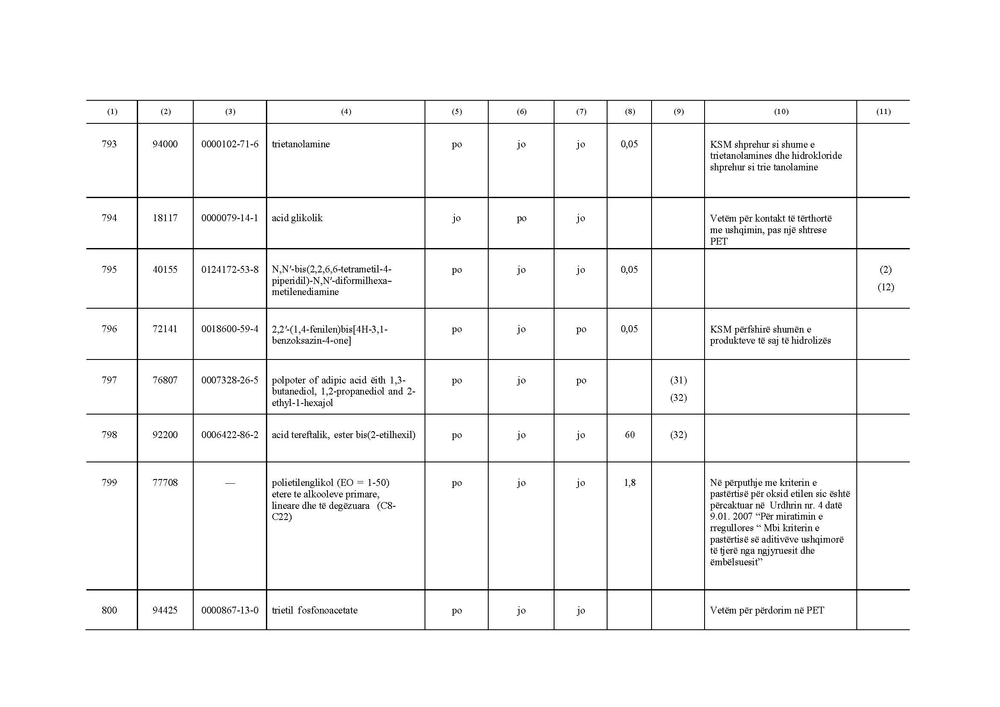 (1) (2) (3) (4) (5) (6) (7) (8) (9) (10) (11)
793 94000 0000102-71-6 trietanolamine po jo jo 0,05 KSM shprehur si shume e
trietanolamines dhe hidrokloride
shprehur si trie tanolamine
794 18117 0000079-14-1 acid glikolik jo po jo Vetëm për kontakt të tërthortë
me ushqimin, pas një shtrese
PET
795 40155 0124172-53-8 N,N′-bis(2,2,6,6-tetrametil-4- po jo jo 0,05 (2)
piperidil)-N,N′-diformilhexa–
metilenediamine
(12)
796 72141 0018600-59-4 2,2′-(1,4-fenilen)bis[4H-3,1- po jo po 0,05 KSM përfshirë shumën e
benzoksazin-4-one] produkteve të saj të hidrolizës
797 76807 0007328-26-5 polpoter of adipic acid ëith 1,3- po jo po (31)
butanediol, 1,2-propanediol and 2-
ethyl-1-hexajol
(32)
798 92200 0006422-86-2 acid tereftalik, ester bis(2-etilhexil) po jo jo 60 (32)
799 77708 — polietilenglikol (EO = 1-50) po jo jo 1,8 Në përputhje me kriterin e
etere te alkooleve primare, pastërtisë për oksid etilen sic është
lineare dhe të degëzuara (C8- përcaktuar në Urdhrin nr. 4 datë
C22) 9.01. 2007 “Për miratimin e
rregullores “ Mbi kriterin e
pastërtisë së aditivëve ushqimorë
të tjerë nga ngjyruesit dhe
ëmbëlsuesit”
800 94425 0000867-13-0 trietil fosfonoacetate po jo jo Vetëm për përdorim në PET